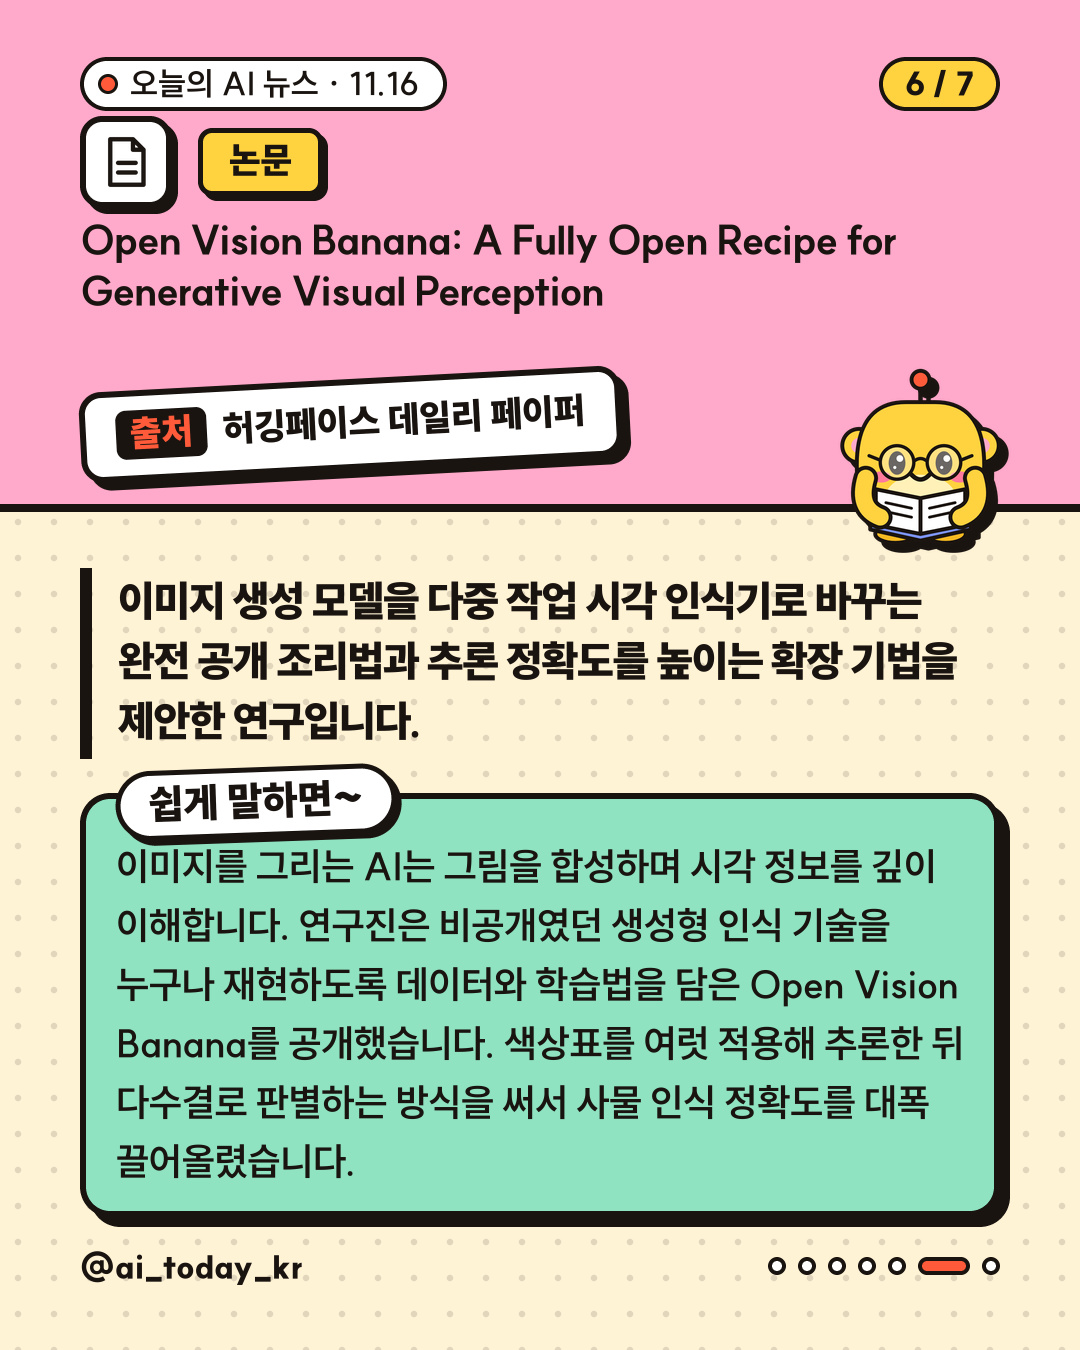 오늘의 AI 뉴스 · 11.16
6 / 7
논문
Open Vision Banana: A Fully Open Recipe for
Generative Visual Perception
출처 허깅페이스 데일리 페이퍼
이미지 생성 모델을 다중 작업 시각 인식기로 바꾸는
완전 공개 조리법과 추론 정확도를 높이는 확장 기법을
제안한 연구입니다.
쉽게 말하면~
이미지를 그리는 AI는 그림을 합성하며 시각 정보를 깊이
이해합니다. 연구진은 비공개였던 생성형 인식 기술을
누구나 재현하도록 데이터와 학습법을 담은 Open Vision
Banana를 공개했습니다. 색상표를 여럿 적용해 추론한 뒤
다수결로 판별하는 방식을 써서 사물 인식 정확도를 대폭
끌어올렸습니다.
@ai_today_kr